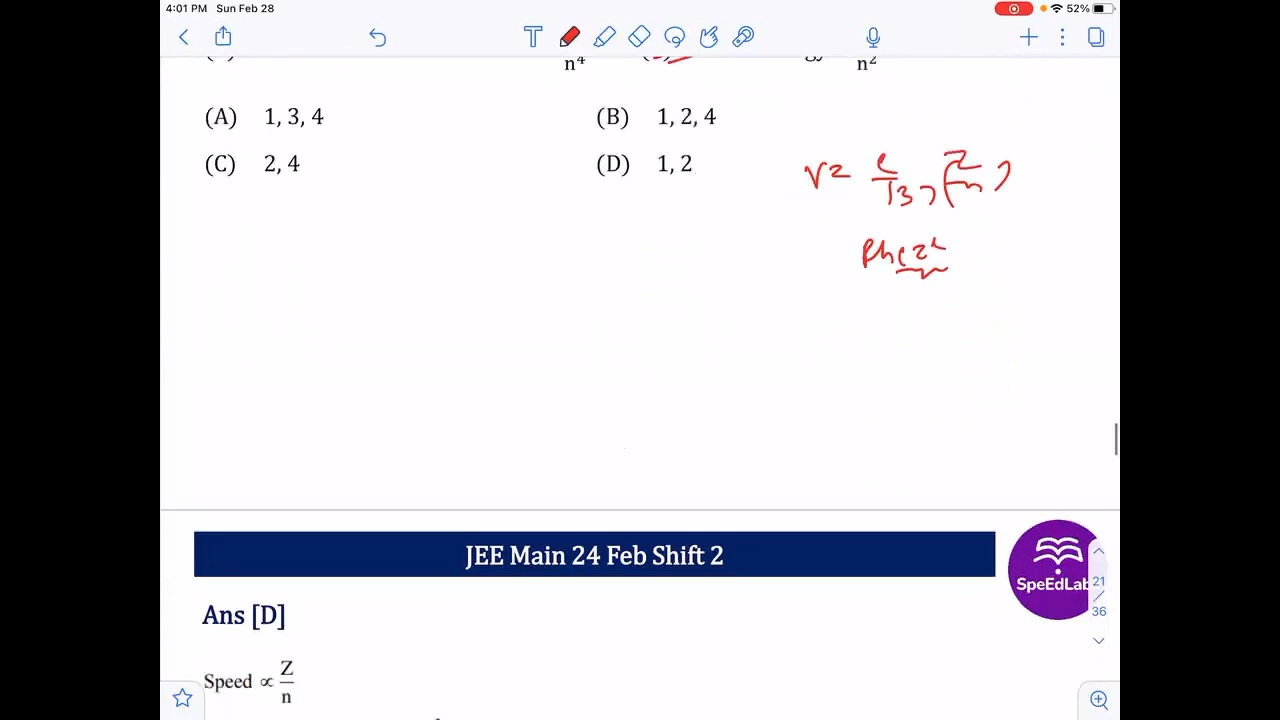 4:01 PM Sun Feb 28
52%
T
n⁴
n²
(A) 1, 3, 4
(B) 1, 2, 4
(C) 2, 4
(D) 1, 2
JEE Main 24 Feb Shift 2
SpeEdLab
21
36
Ans [D]
Speed ∝ Z/n